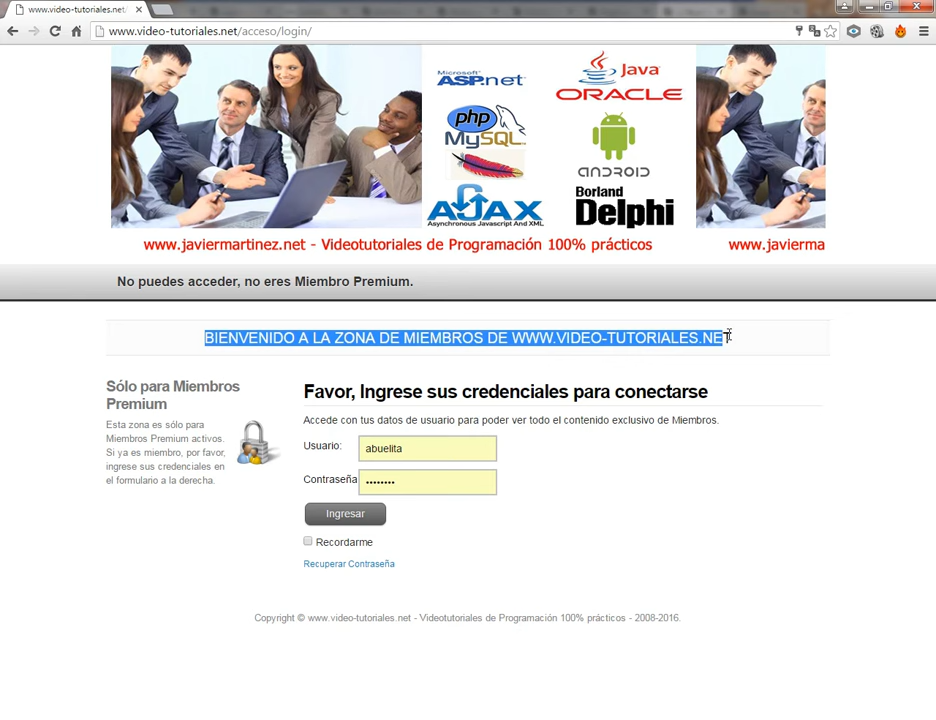 www.video-tutoriales.net/
www.video-tutoriales.net/acceso/login/
Microsoft
ASP.net
Java
ORACLE
php
MySQL
ANDROID
AJAX
Asynchronous Javascript And XML
Borland
Delphi
www.javiermartinez.net - Videotutoriales de Programación 100% prácticos
www.javierma
No puedes acceder, no eres Miembro Premium.
BIENVENIDO A LA ZONA DE MIEMBROS DE WWW.VIDEO-TUTORIALES.NET
Sólo para Miembros
Premium
Esta zona es sólo para
Miembros Premium activos.
Si ya es miembro, por favor,
ingrese sus credenciales en
el formulario a la derecha.
Favor, Ingrese sus credenciales para conectarse
Accede con tus datos de usuario para poder ver todo el contenido exclusivo de Miembros.
Usuario:
abuelita
Contraseña
••••••••
Ingresar
Recordarme
Recuperar Contraseña
Copyright © www.video-tutoriales.net - Videotutoriales de Programación 100% prácticos - 2008-2016.